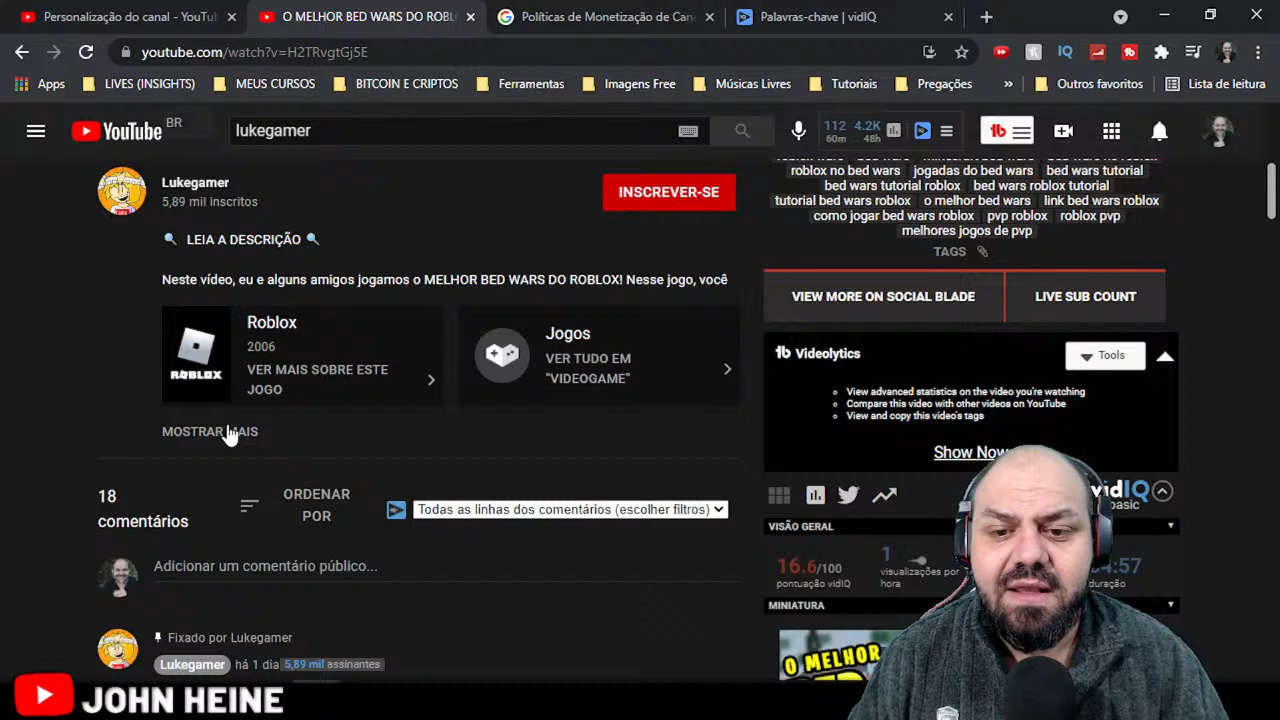 Personalização do canal - YouTu
O MELHOR BED WARS DO ROBL
Políticas de Monetização de Can
Palavras-chave | vidIQ
youtube.com/watch?v=H2TRvgtGj5E
Apps
LIVES (INSIGHTS)
MEUS CURSOS
BITCOIN E CRIPTOS
Ferramentas
Imagens Free
Músicas Livres
Tutoriais
Pregações
»
Outros favoritos
Lista de leitura
YouTube BR
lukegamer
112 4.2K
60m 48h
Lukegamer
5,89 mil inscritos
INSCREVER-SE
LEIA A DESCRIÇÃO
Neste vídeo, eu e alguns amigos jogamos o MELHOR BED WARS DO ROBLOX! Nesse jogo, você
Roblox
2006
VER MAIS SOBRE ESTE
JOGO
ROBLOX
Jogos
VER TUDO EM
"VIDEOGAME"
MOSTRAR MAIS
18
comentários
ORDENAR
POR
Todas as linhas dos comentários (escolher filtros)
Adicionar um comentário público...
Fixado por Lukegamer
Lukegamer há 1 dia 5,89 mil assinantes
roblox no bed wars jogadas do bed wars bed wars tutorial
bed wars tutorial roblox bed wars roblox tutorial
tutorial bed wars roblox o melhor bed wars link bed wars roblox
como jogar bed wars roblox pvp roblox roblox pvp
melhores jogos de pvp
TAGS
VIEW MORE ON SOCIAL BLADE
LIVE SUB COUNT
tb Videolytics
Tools
View advanced statistics on the video you're watching
Compare this video with other videos on YouTube
View and copy this video's tags
Show Now
vidIQ
basic
VISÃO GERAL
16.6/100
pontuação vidIQ
1
visualizações por
hora
04:57
duração
MINIATURA
O MELHOR
JOHN HEINE